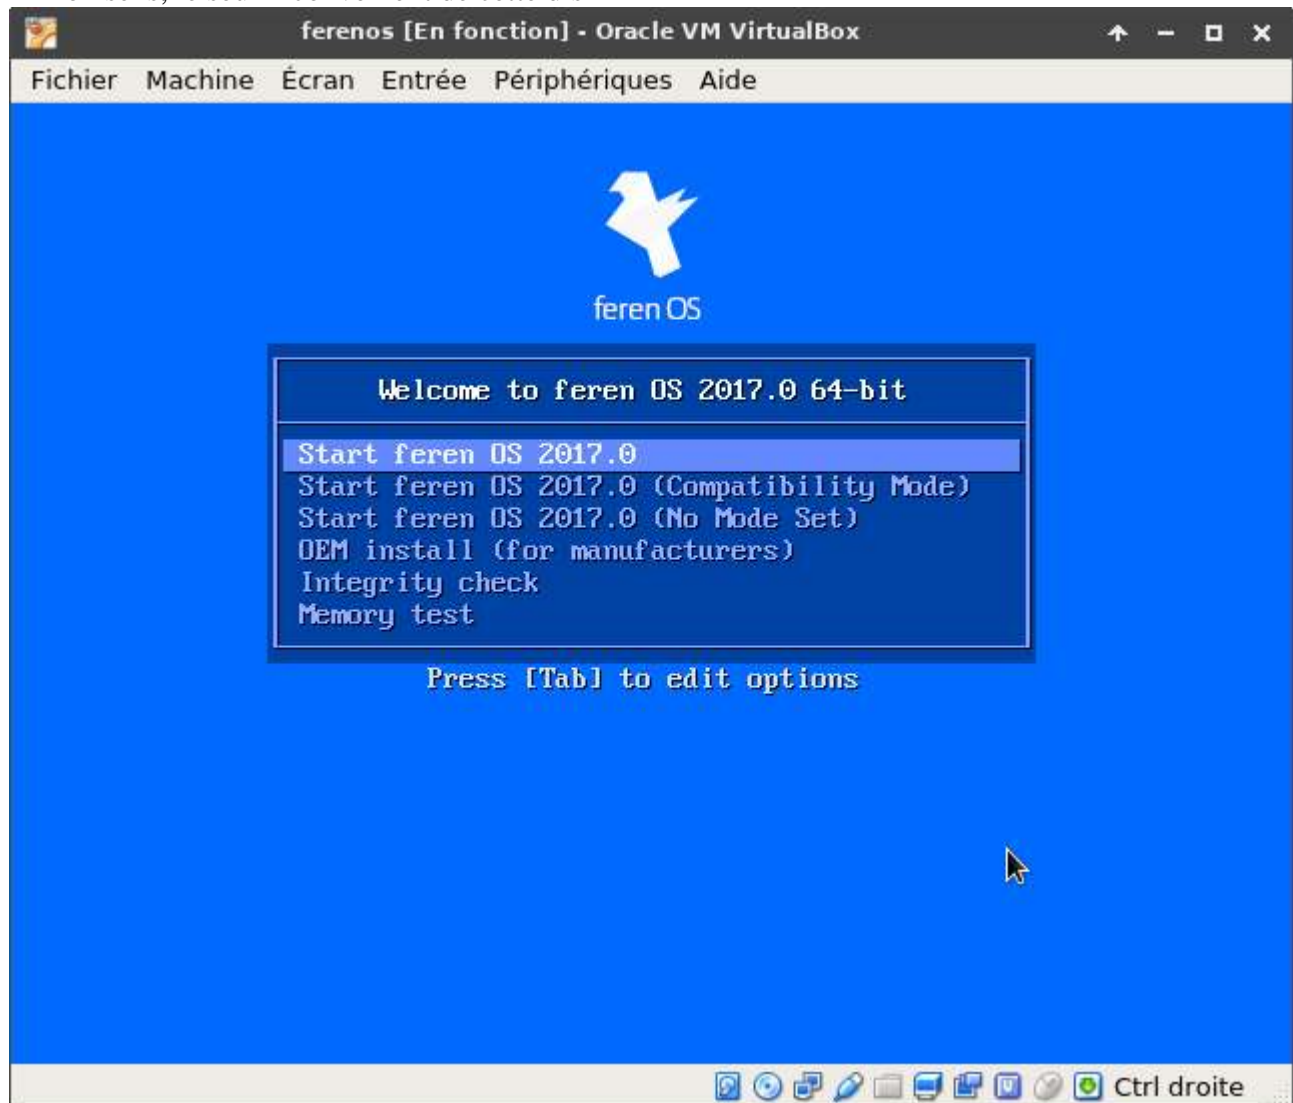 ferenos [En fonction] - Oracle VM VirtualBox
Fichier Machine Écran Entrée Périphériques Aide
feren OS
Welcome to feren OS 2017.0 64-bit
Start feren OS 2017.0
Start feren OS 2017.0 (Compatibility Mode)
Start feren OS 2017.0 (No Mode Set)
OEM install (for manufacturers)
Integrity check
Memory test
Press [Tab] to edit options
Ctrl droite